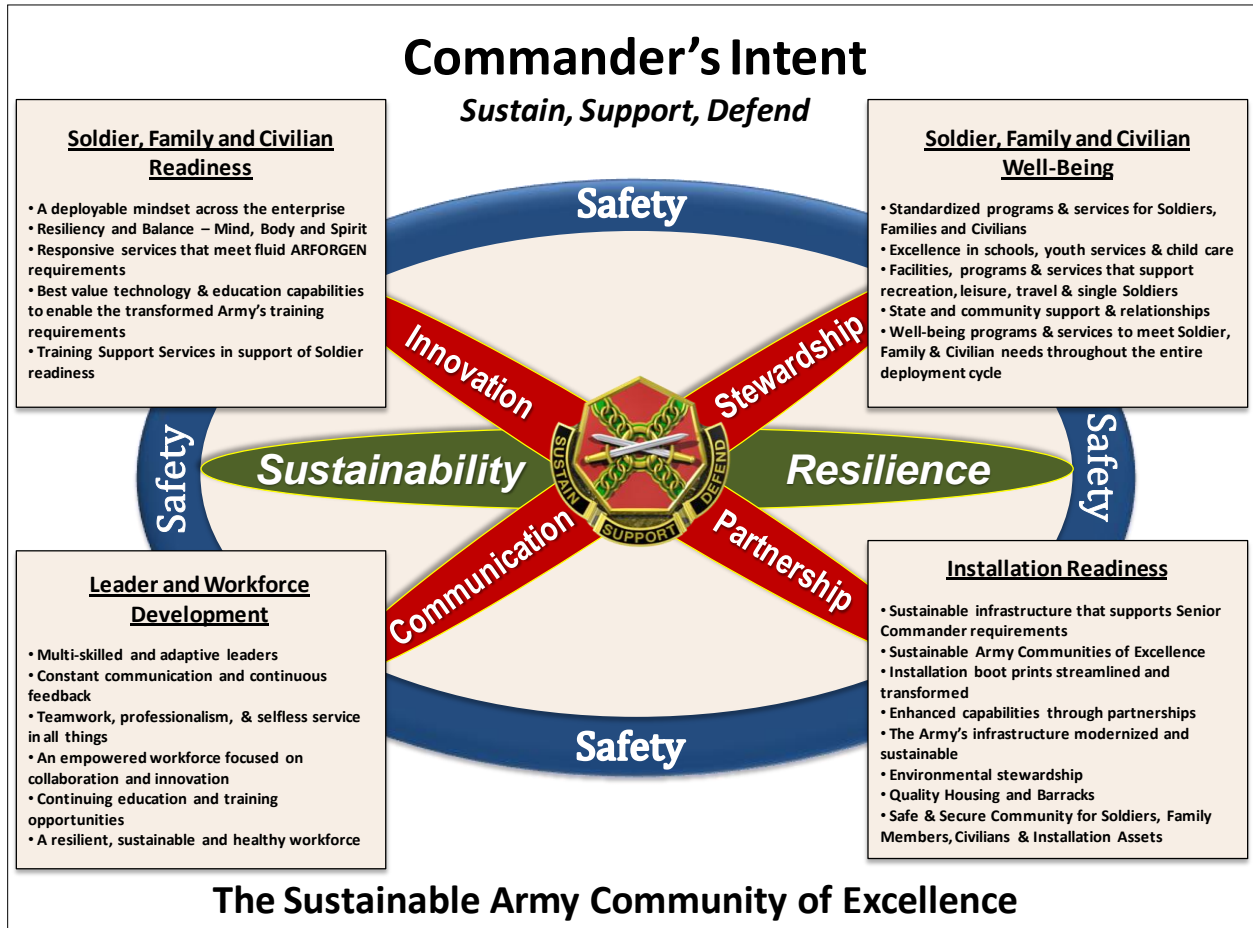 Commander's Intent
Sustain, Support, Defend
Soldier, Family and Civilian
Readiness
• A deployable mindset across the enterprise
• Resiliency and Balance – Mind, Body and Spirit
• Responsive services that meet fluid ARFORGEN
requirements
• Best value technology & education capabilities
to enable the transformed Army's training
requirements
• Training Support Services in support of Soldier
readiness
Soldier, Family and Civilian
Well-Being
• Standardized programs & services for Soldiers,
Families and Civilians
• Excellence in schools, youth services & child care
• Facilities, programs & services that support
recreation, leisure, travel & single Soldiers
• State and community support & relationships
• Well-being programs & services to meet Soldier,
Family & Civilian needs throughout the entire
deployment cycle
Safety
Innovation
Stewardship
Safety
Sustainability
SUSTAIN
SUPPORT
DEFEND
Resilience
Safety
Communication
Partnership
Safety
Leader and Workforce
Development
• Multi-skilled and adaptive leaders
• Constant communication and continuous
feedback
• Teamwork, professionalism, & selfless service
in all things
• An empowered workforce focused on
collaboration and innovation
• Continuing education and training
opportunities
• A resilient, sustainable and healthy workforce
Installation Readiness
• Sustainable infrastructure that supports Senior
Commander requirements
• Sustainable Army Communities of Excellence
• Installation boot prints streamlined and
transformed
• Enhanced capabilities through partnerships
• The Army's infrastructure modernized and
sustainable
• Environmental stewardship
• Quality Housing and Barracks
• Safe & Secure Community for Soldiers, Family
Members, Civilians & Installation Assets
The Sustainable Army Community of Excellence